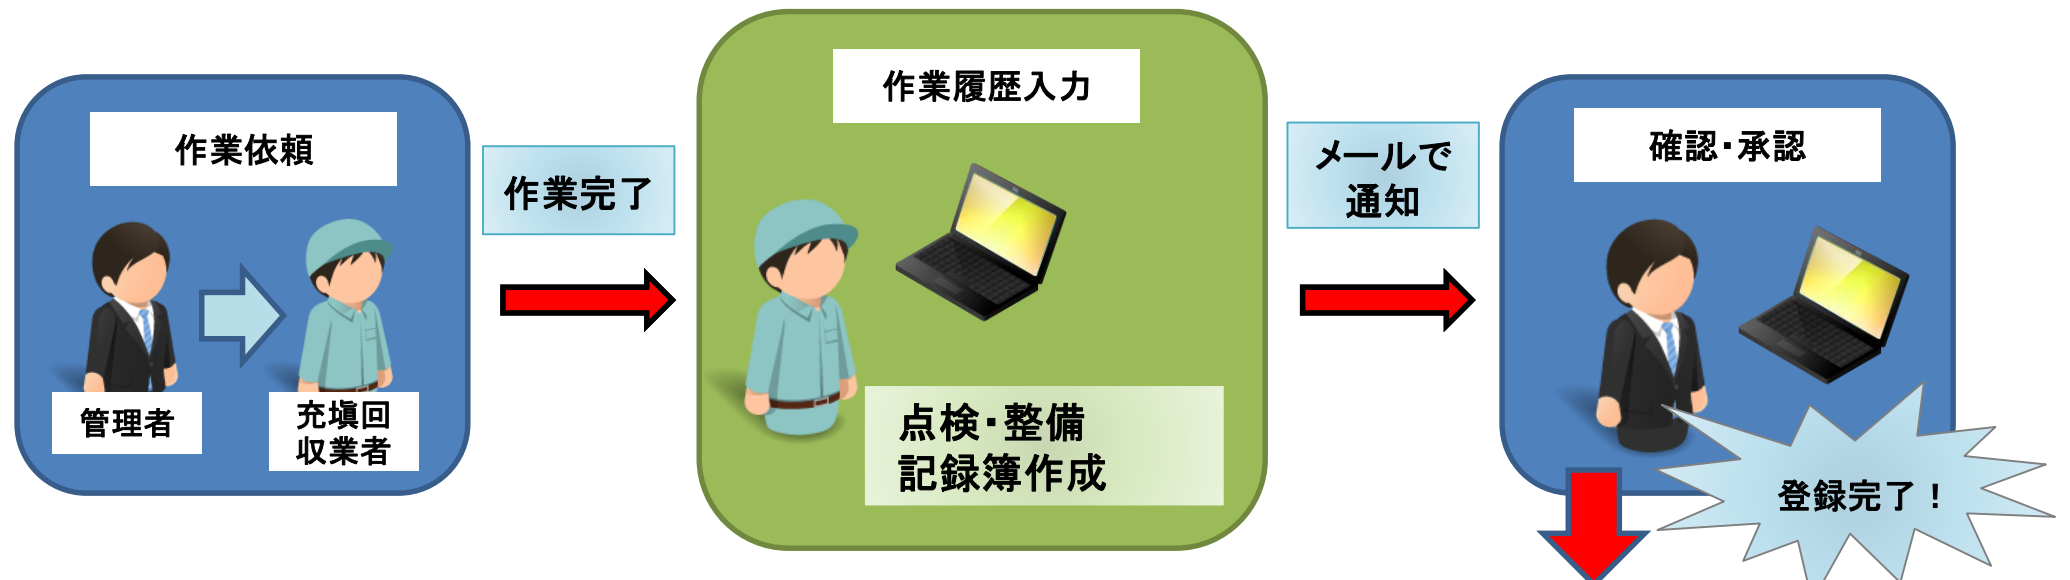 作業依頼
管理者
充塡回
収業者
作業完了
作業履歴入力
点検・整備
記録簿作成
メールで
通知
確認・承認
登録完了！